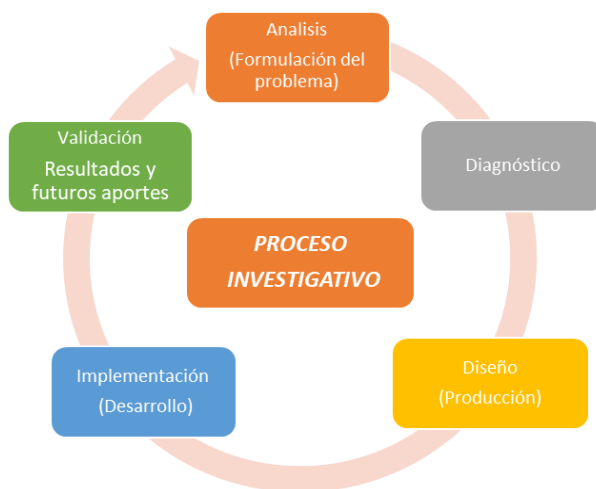 Analisis
(Formulación del
problema)
Diagnóstico
Diseño
(Producción)
Implementación
(Desarrollo)
Validación
Resultados y
futuros aportes
PROCESO
INVESTIGATIVO